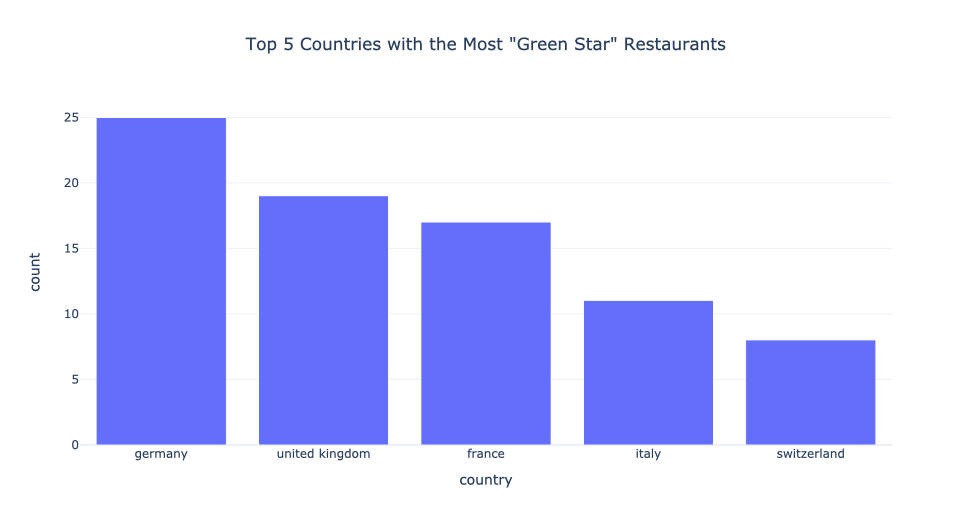 Top 5 Countries with the Most "Green Star" Restaurants
25
20
15
10
5
0
count
germany
united kingdom
france
italy
switzerland
country